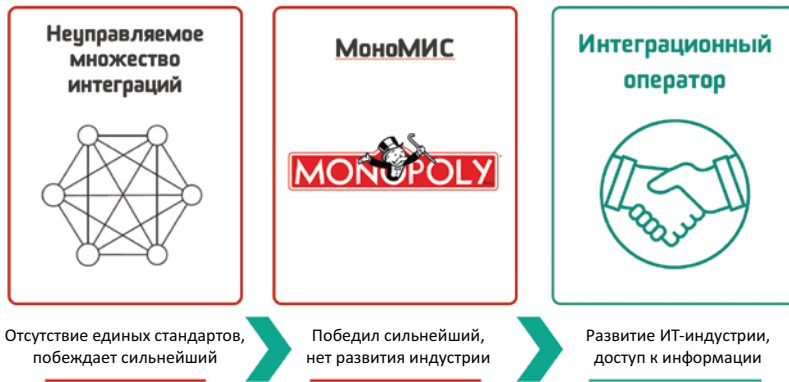 Неуправляемое
множество
интеграций
МоноМИС
MONOPOLY
Интеграционный
оператор
Отсутствие единых стандартов,
побеждает сильнейший
Победил сильнейший,
нет развития индустрии
Развитие ИТ-индустрии,
доступ к информации